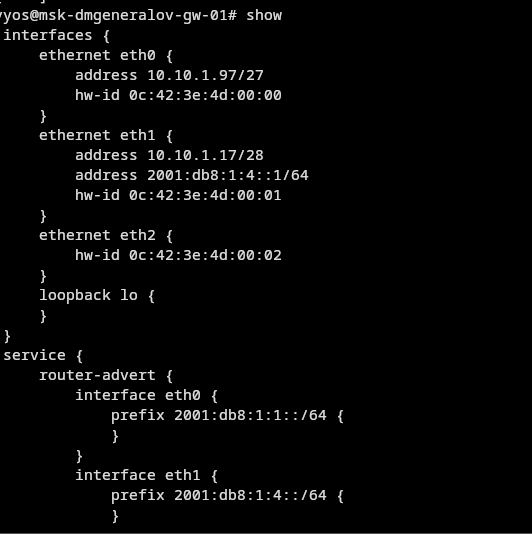 vyos@msk-dmgeneralov-gw-01# show
interfaces {
    ethernet eth0 {
        address 10.10.1.97/27
        hw-id 0c:42:3e:4d:00:00
    }
    ethernet eth1 {
        address 10.10.1.17/28
        address 2001:db8:1:4::1/64
        hw-id 0c:42:3e:4d:00:01
    }
    ethernet eth2 {
        hw-id 0c:42:3e:4d:00:02
    }
    loopback lo {
    }
}
service {
    router-advert {
        interface eth0 {
            prefix 2001:db8:1:1::/64 {
            }
        }
        interface eth1 {
            prefix 2001:db8:1:4::/64 {
            }